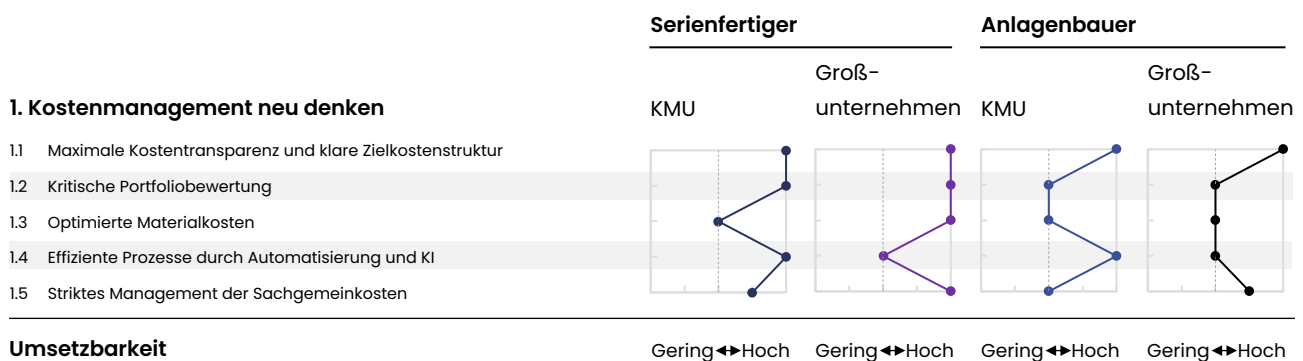 Serienfertiger Anlagenbauer
Groß- Groß-
1. Kostenmanagement neu denken KMU unternehmen KMU unternehmen
1.1 Maximale Kostentransparenz und klare Zielkostenstruktur
1.2 Kritische Portfoliobewertung
1.3 Optimierte Materialkosten
1.4 Effiziente Prozesse durch Automatisierung und KI
1.5 Striktes Management der Sachgemeinkosten
Umsetzbarkeit Gering Hoch Gering Hoch Gering Hoch Gering Hoch